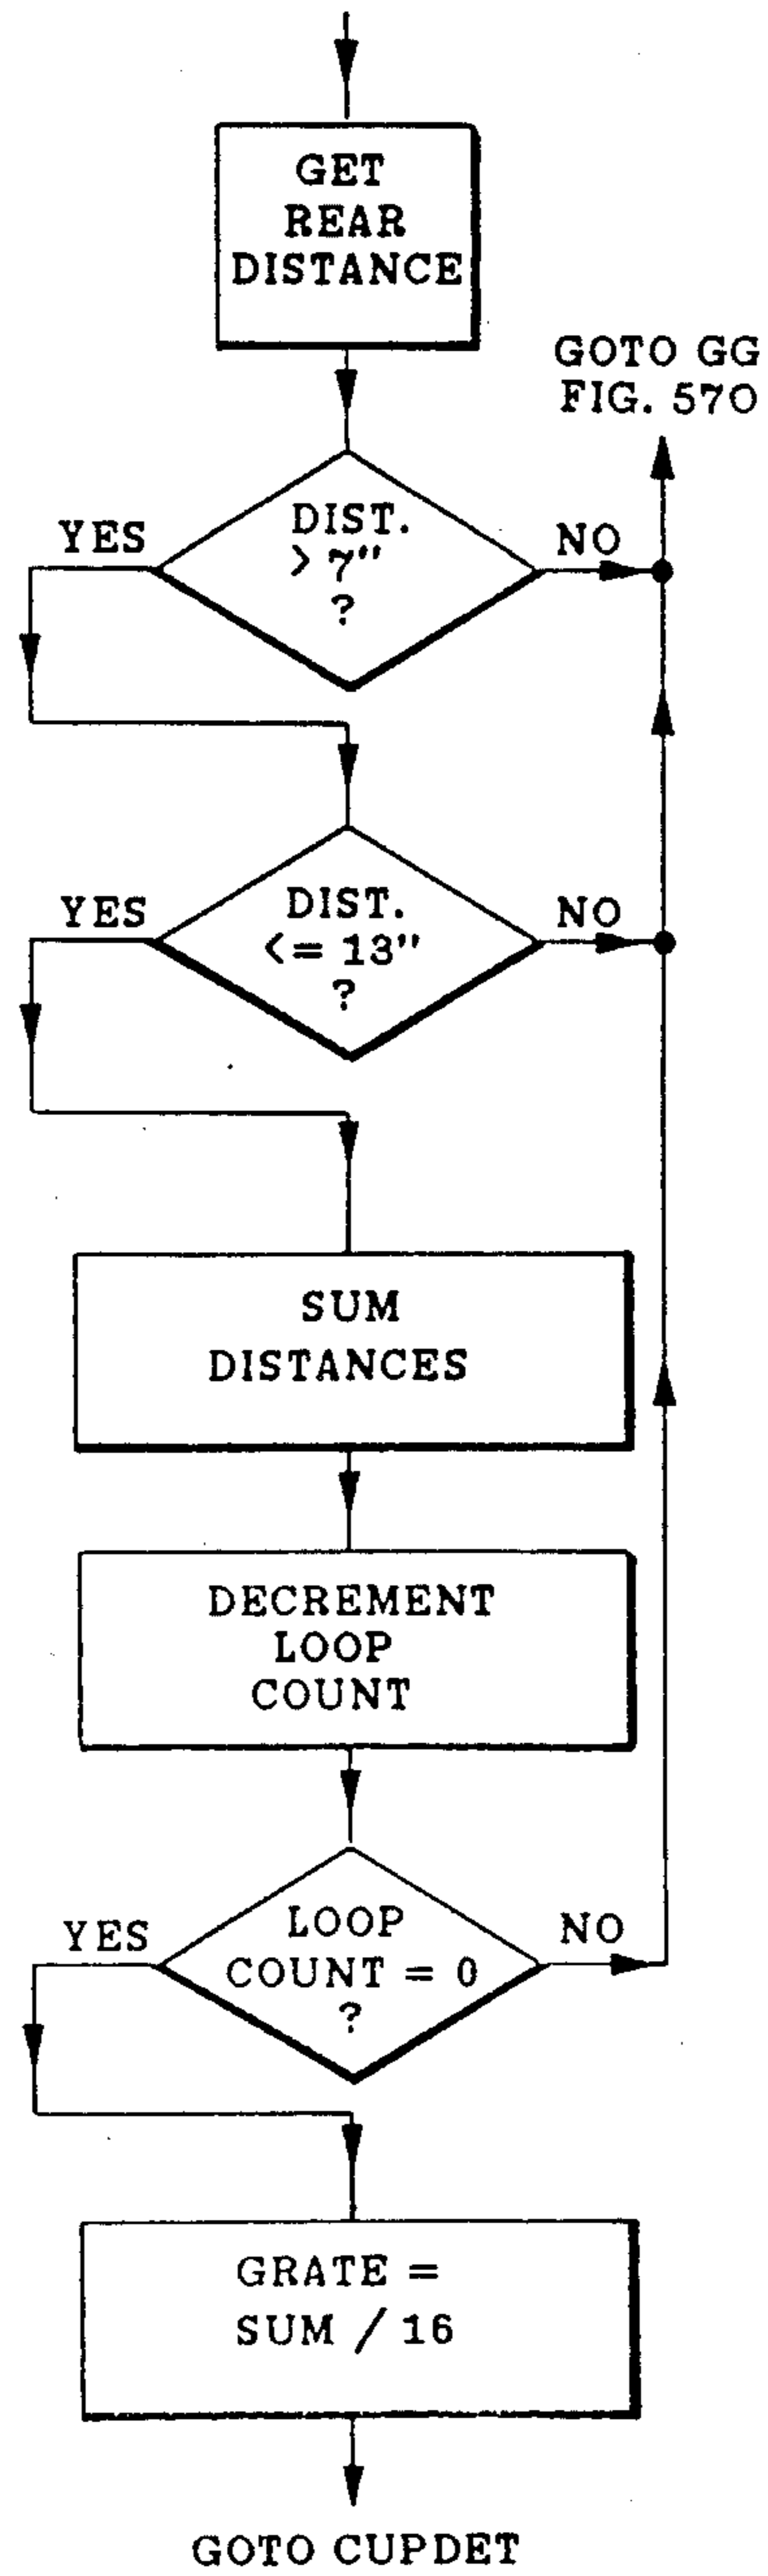 GET
REAR
DISTANCE
GOTO GG
FIG. 570
DIST.
> 7"
?
YES
NO
DIST.
<= 13"
?
YES
NO
SUM
DISTANCES
DECREMENT
LOOP
COUNT
LOOP
COUNT = 0
?
YES
NO
GRATE =
SUM / 16
GOTO CUPDET